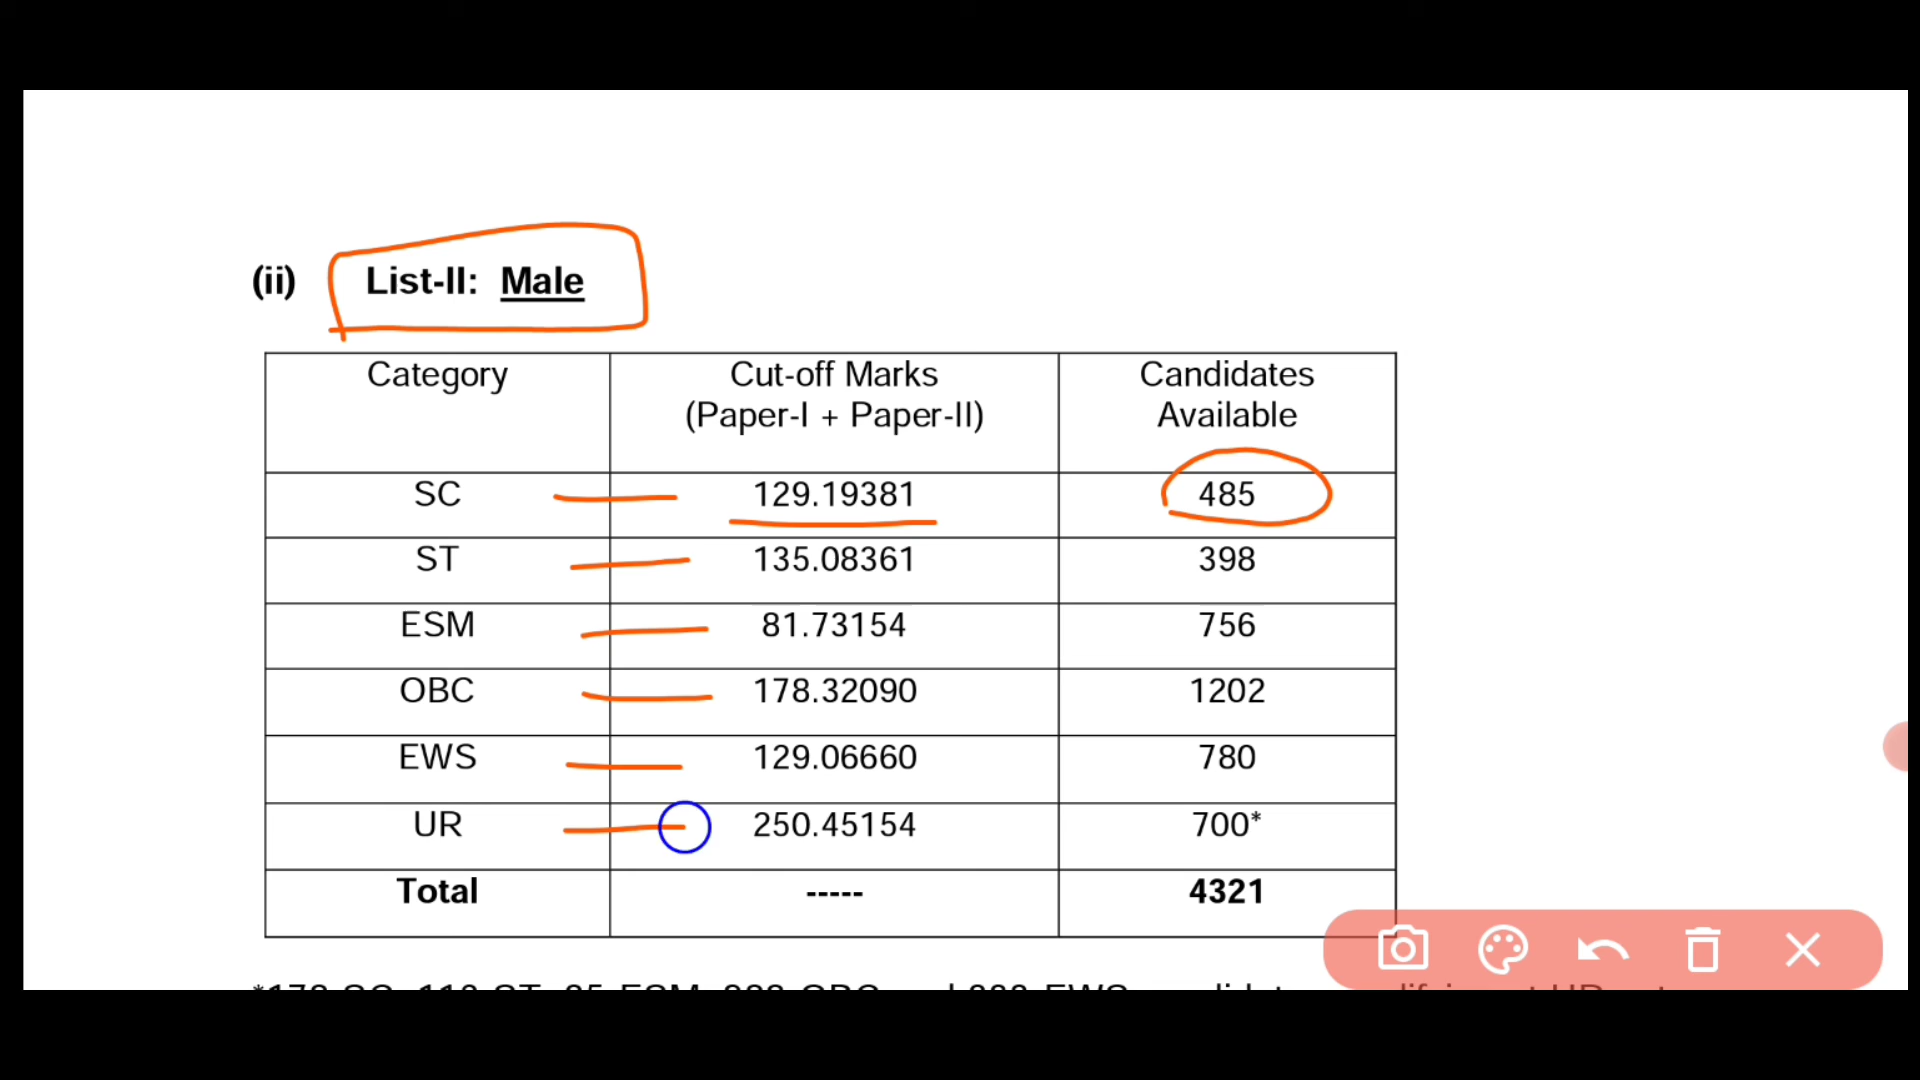 (ii) List-II: Male
Category Cut-off Marks (Paper-I + Paper-II) Candidates Available
SC 129.19381 485
ST 135.08361 398
ESM 81.73154 756
OBC 178.32090 1202
EWS 129.06660 780
UR 250.45154 700*
Total ----- 4321